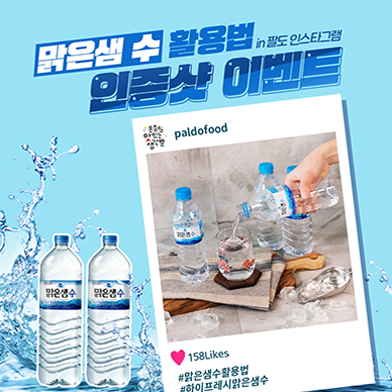 맑은샘 수 활용법 in 팔도 인스타그램
인증샷 이벤트
paldofood
맑은샘수
맑은샘수
158Likes
#맑은샘수활용법
#하이프레시맑은샘수